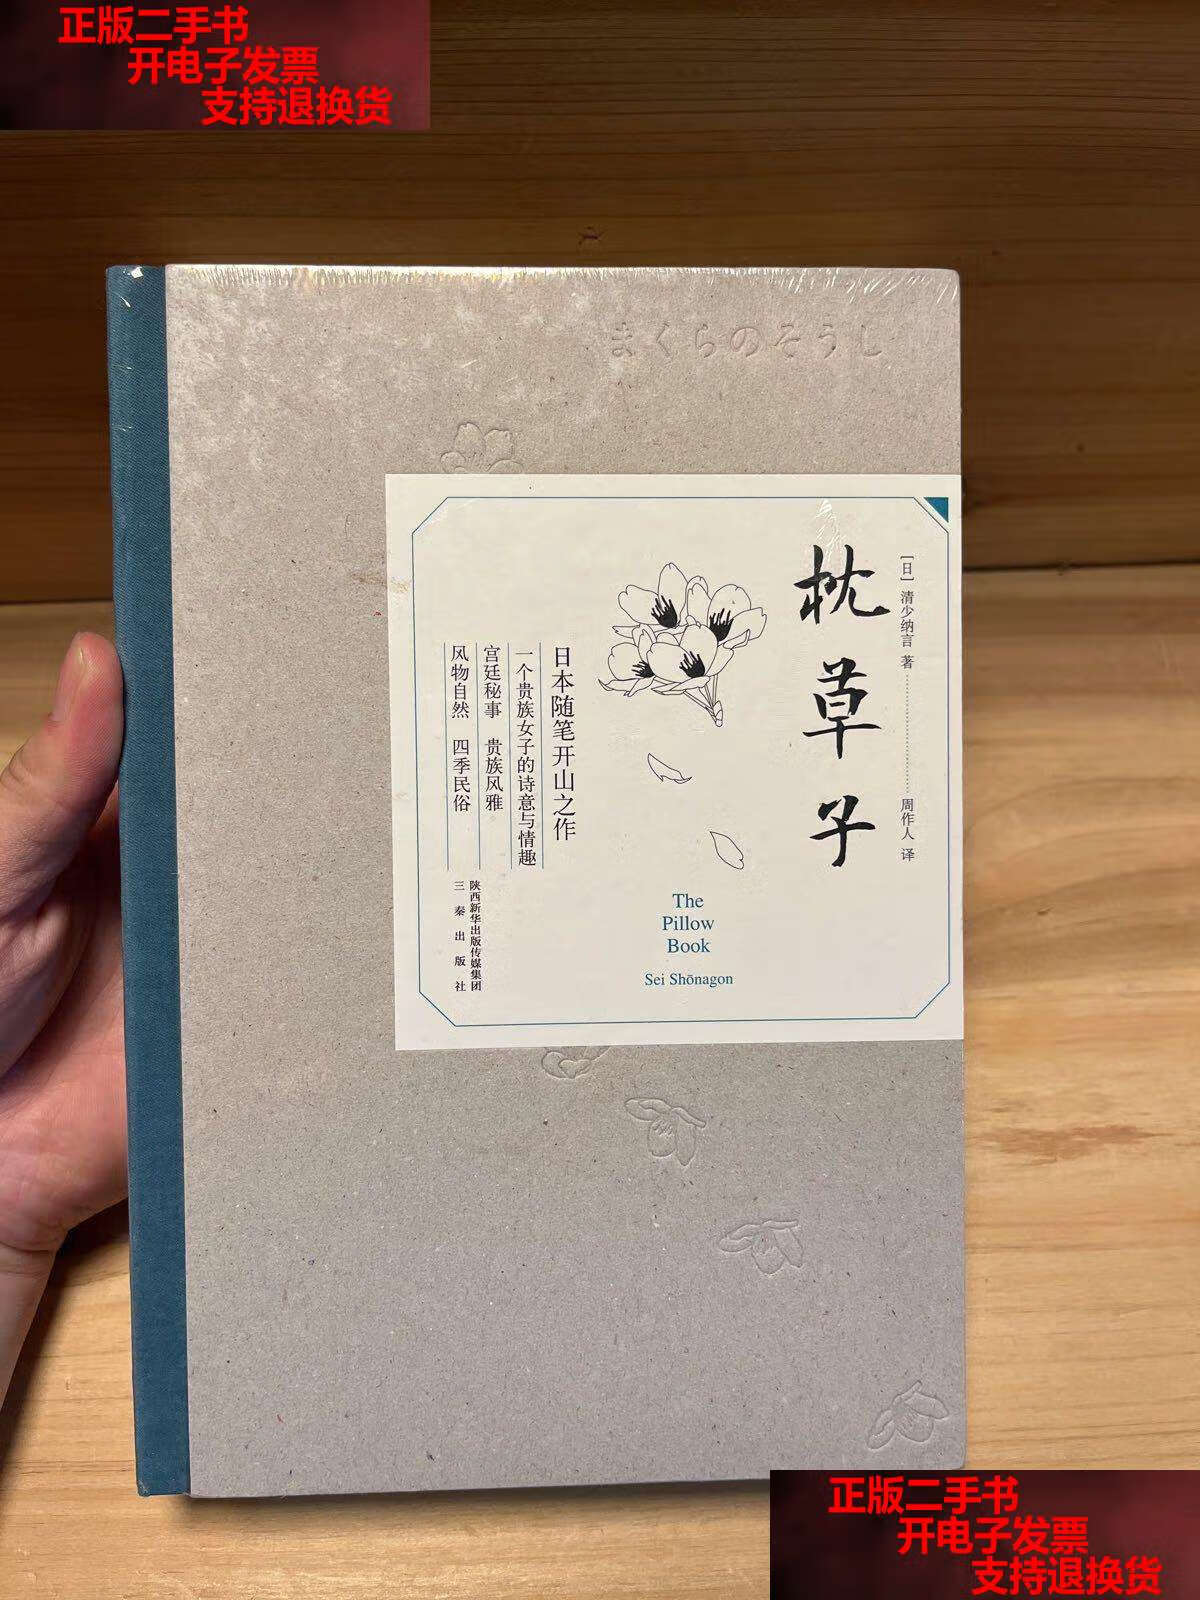 正版二手书
开电子发票
支持退换货
まくらのそうし
[日] 清少纳言 著 周作人 译
枕草子
日本随笔开山之作
一个贵族女子的诗意与情趣
宫廷秘事 贵族风雅
风物自然 四季民俗
陕西新华出版传媒集团
三秦出版社
The
Pillow
Book
Sei Shōnagon
正版二手书
开电子发票
支持退换货